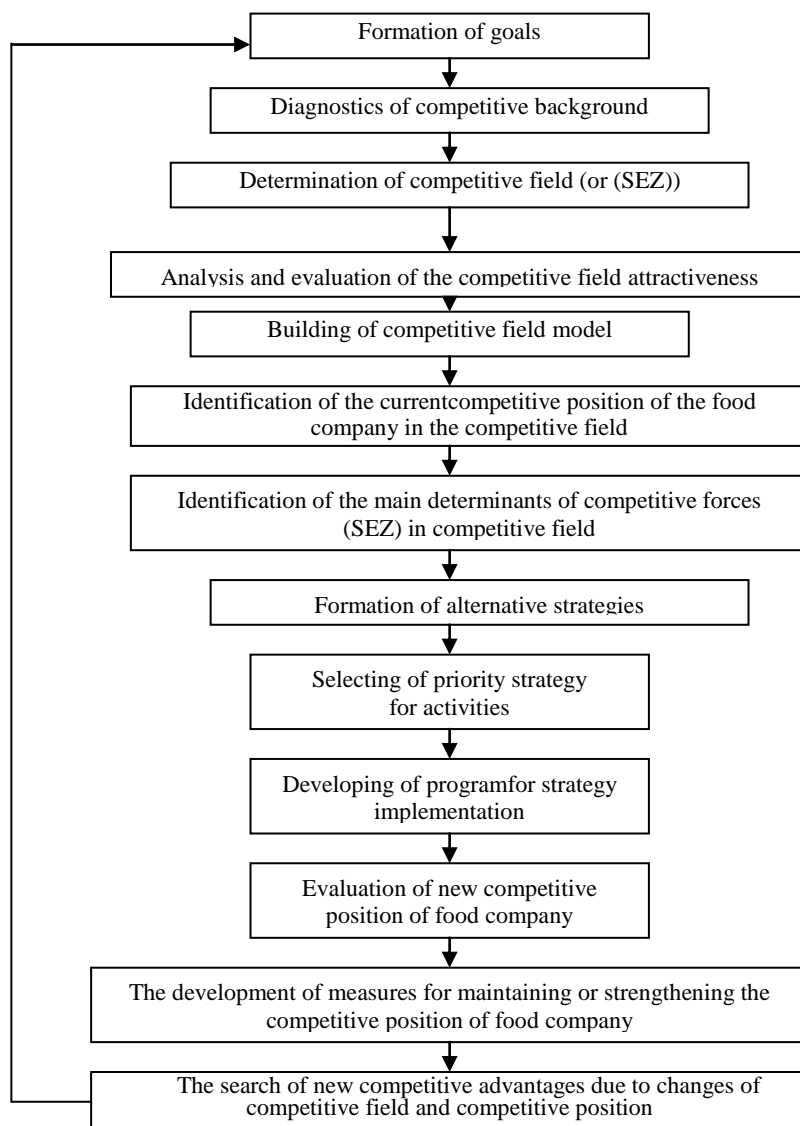 Formation of goals
Diagnostics of competitive background
Determination of competitive field (or (SEZ))
Analysis and evaluation of the competitive field attractiveness
Building of competitive field model
Identification of the currentcompetitive position of the food
company in the competitive field
Identification of the main determinants of competitive forces
(SEZ) in competitive field
Formation of alternative strategies
Selecting of priority strategy
for activities
Developing of programfor strategy
implementation
Evaluation of new competitive
position of food company
The development of measures for maintaining or strengthening the
competitive position of food company
The search of new competitive advantages due to changes of
competitive field and competitive position